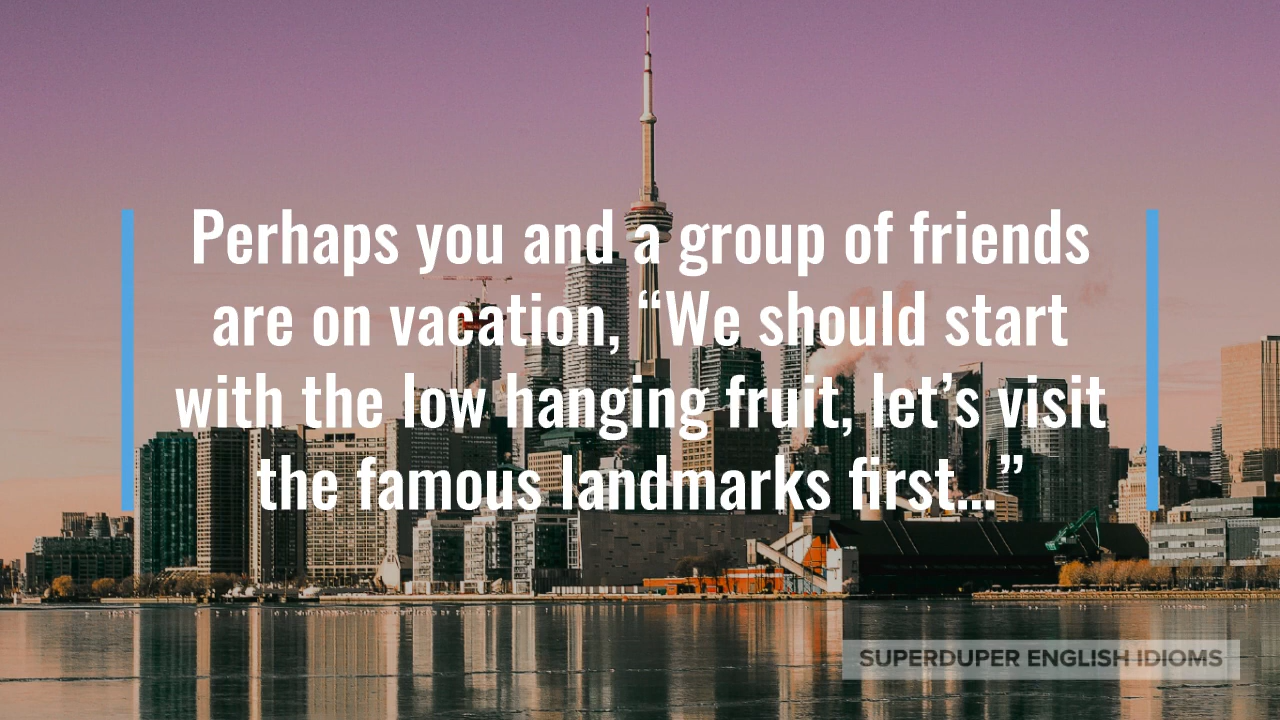 Perhaps you and a group of friends
are on vacation, “We should start
with the low hanging fruit, let’s visit
the famous landmarks first...”
SUPERDUPER ENGLISH IDIOMS